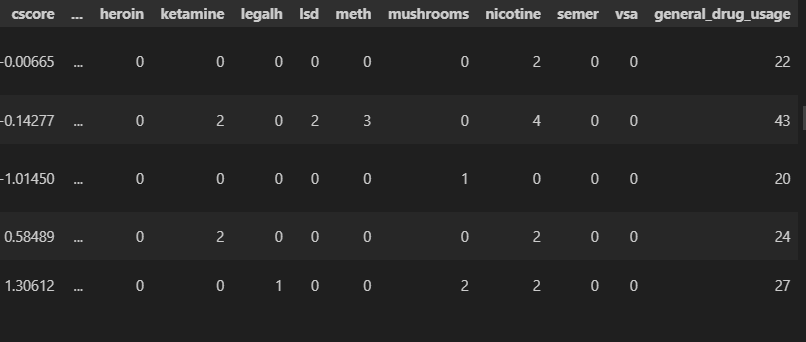 cscore ... heroin ketamine legalh lsd meth mushrooms nicotine semer vsa general_drug_usage
-0.00665 ... 0 0 0 0 0 0 2 0 0 22
-0.14277 ... 0 2 0 2 3 0 4 0 0 43
-1.01450 ... 0 0 0 0 0 1 0 0 0 20
0.58489 ... 0 2 0 0 0 0 2 0 0 24
1.30612 ... 0 0 1 0 0 2 2 0 0 27